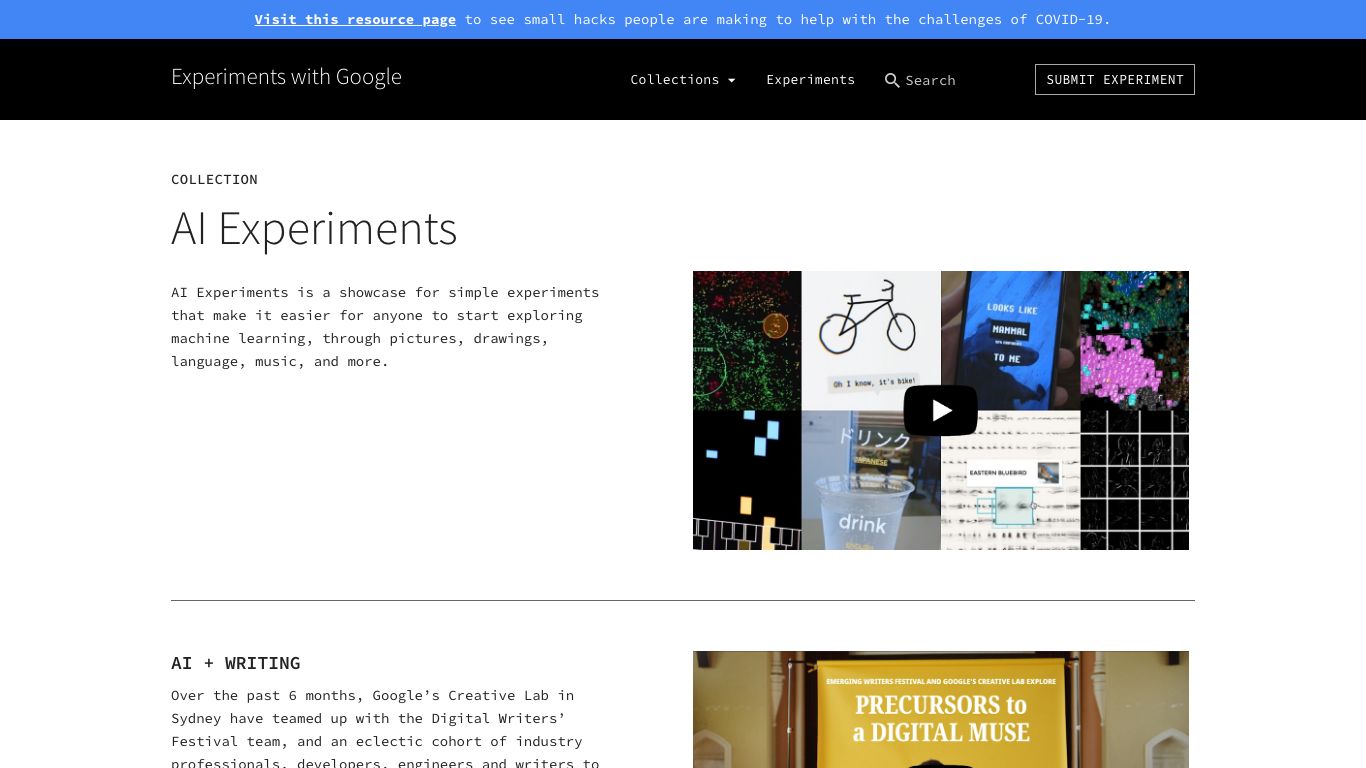 Visit this resource page to see small hacks people are making to help with the challenges of COVID-19.
Experiments with Google
Collections
Experiments
Search
SUBMIT EXPERIMENT
COLLECTION
AI Experiments
AI Experiments is a showcase for simple experiments
that make it easier for anyone to start exploring
machine learning, through pictures, drawings,
language, music, and more.
Oh I know, it's bike!
LOOKS LIKE
MAMMAL
TO ME
ドリンク
JAPANESE
drink
EASTERN BLUEBIRD
AI + WRITING
Over the past 6 months, Google’s Creative Lab in
Sydney have teamed up with the Digital Writers’
Festival team, and an eclectic cohort of industry
professionals, developers, engineers and writers to
EMERGING WRITERS FESTIVAL AND GOOGLE'S CREATIVE LAB EXPLORE
PRECURSORS to
a DIGITAL MUSE